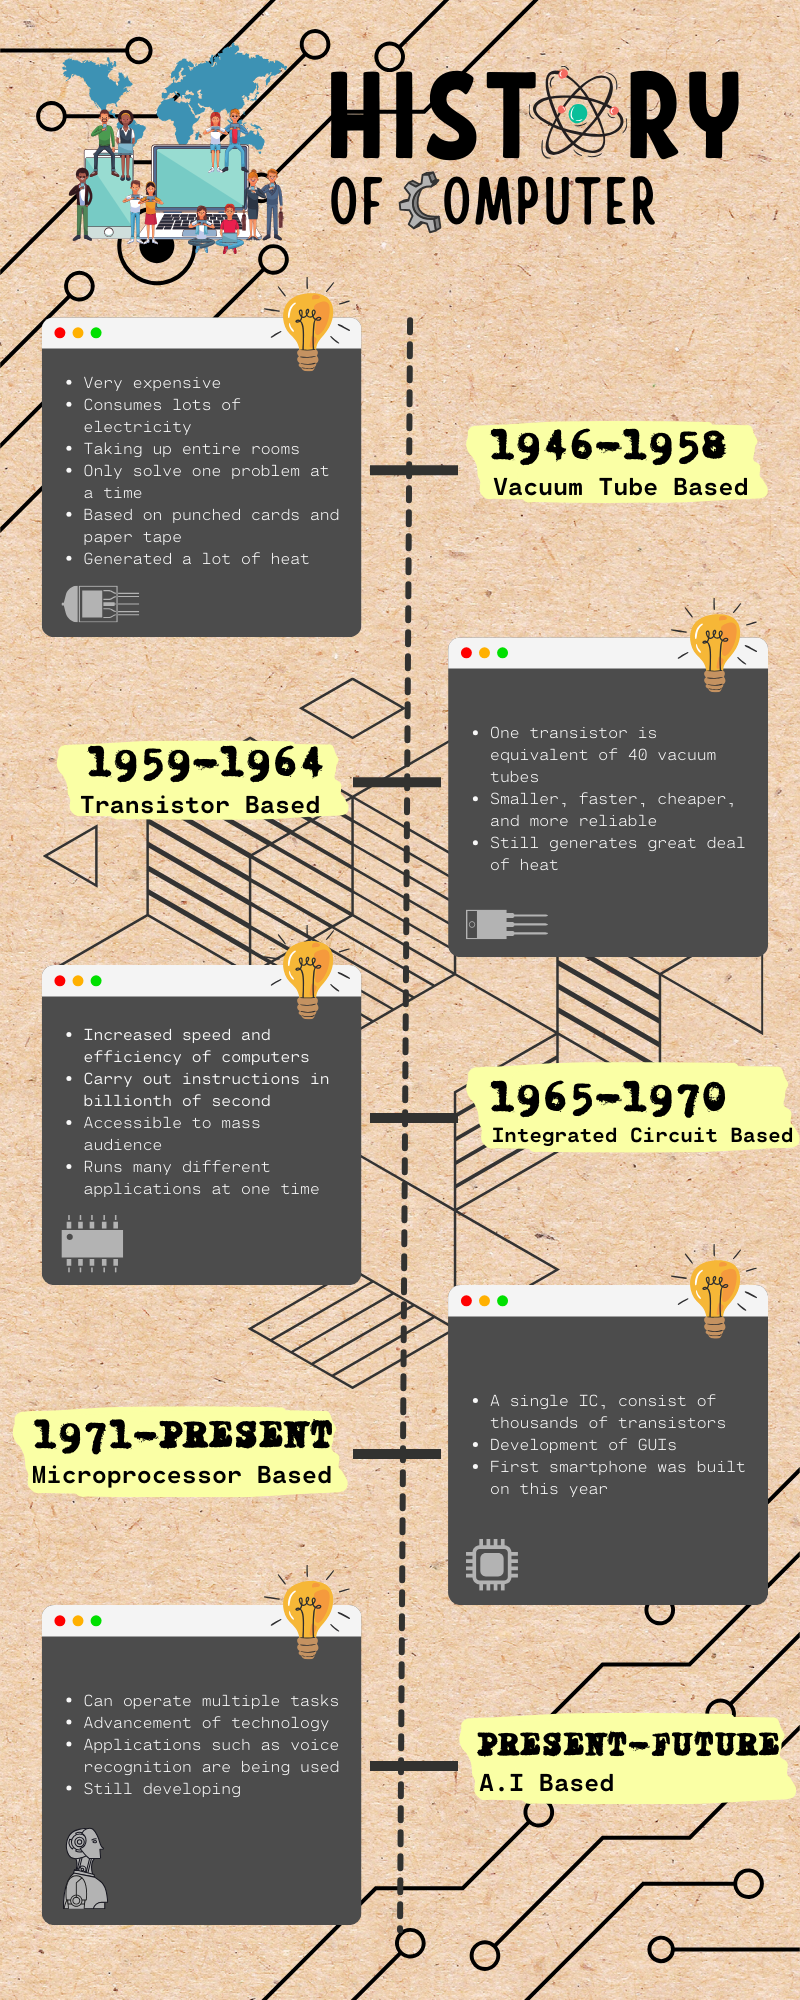 HISTORY
OF COMPUTER
• Very expensive
• Consumes lots of
electricity
• Taking up entire rooms
• Only solve one problem at
a time
• Based on punched cards and
paper tape
• Generated a lot of heat
1946-1958
Vacuum Tube Based
1959-1964
Transistor Based
• One transistor is
equivalent of 40 vacuum
tubes
• Smaller, faster, cheaper,
and more reliable
• Still generates great deal
of heat
• Increased speed and
efficiency of computers
• Carry out instructions in
billionth of second
• Accessible to mass
audience
• Runs many different
applications at one time
1965-1970
Integrated Circuit Based
1971-PRESENT
Microprocessor Based
• A single IC, consist of
thousands of transistors
• Development of GUIs
• First smartphone was built
on this year
• Can operate multiple tasks
• Advancement of technology
• Applications such as voice
recognition are being used
• Still developing
PRESENT-FUTURE
A.I Based